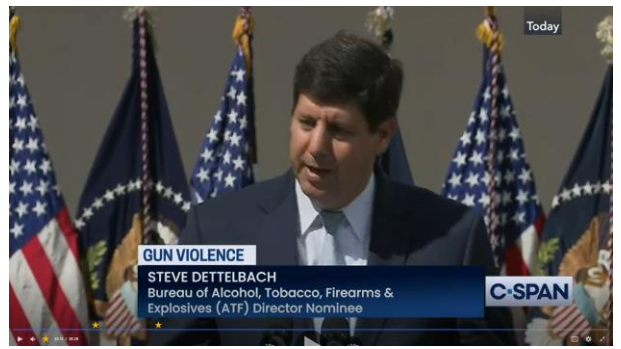 Today
GUN VIOLENCE
STEVE DETTELBACH
Bureau of Alcohol, Tobacco, Firearms &
Explosives (ATF) Director Nominee
C-SPAN